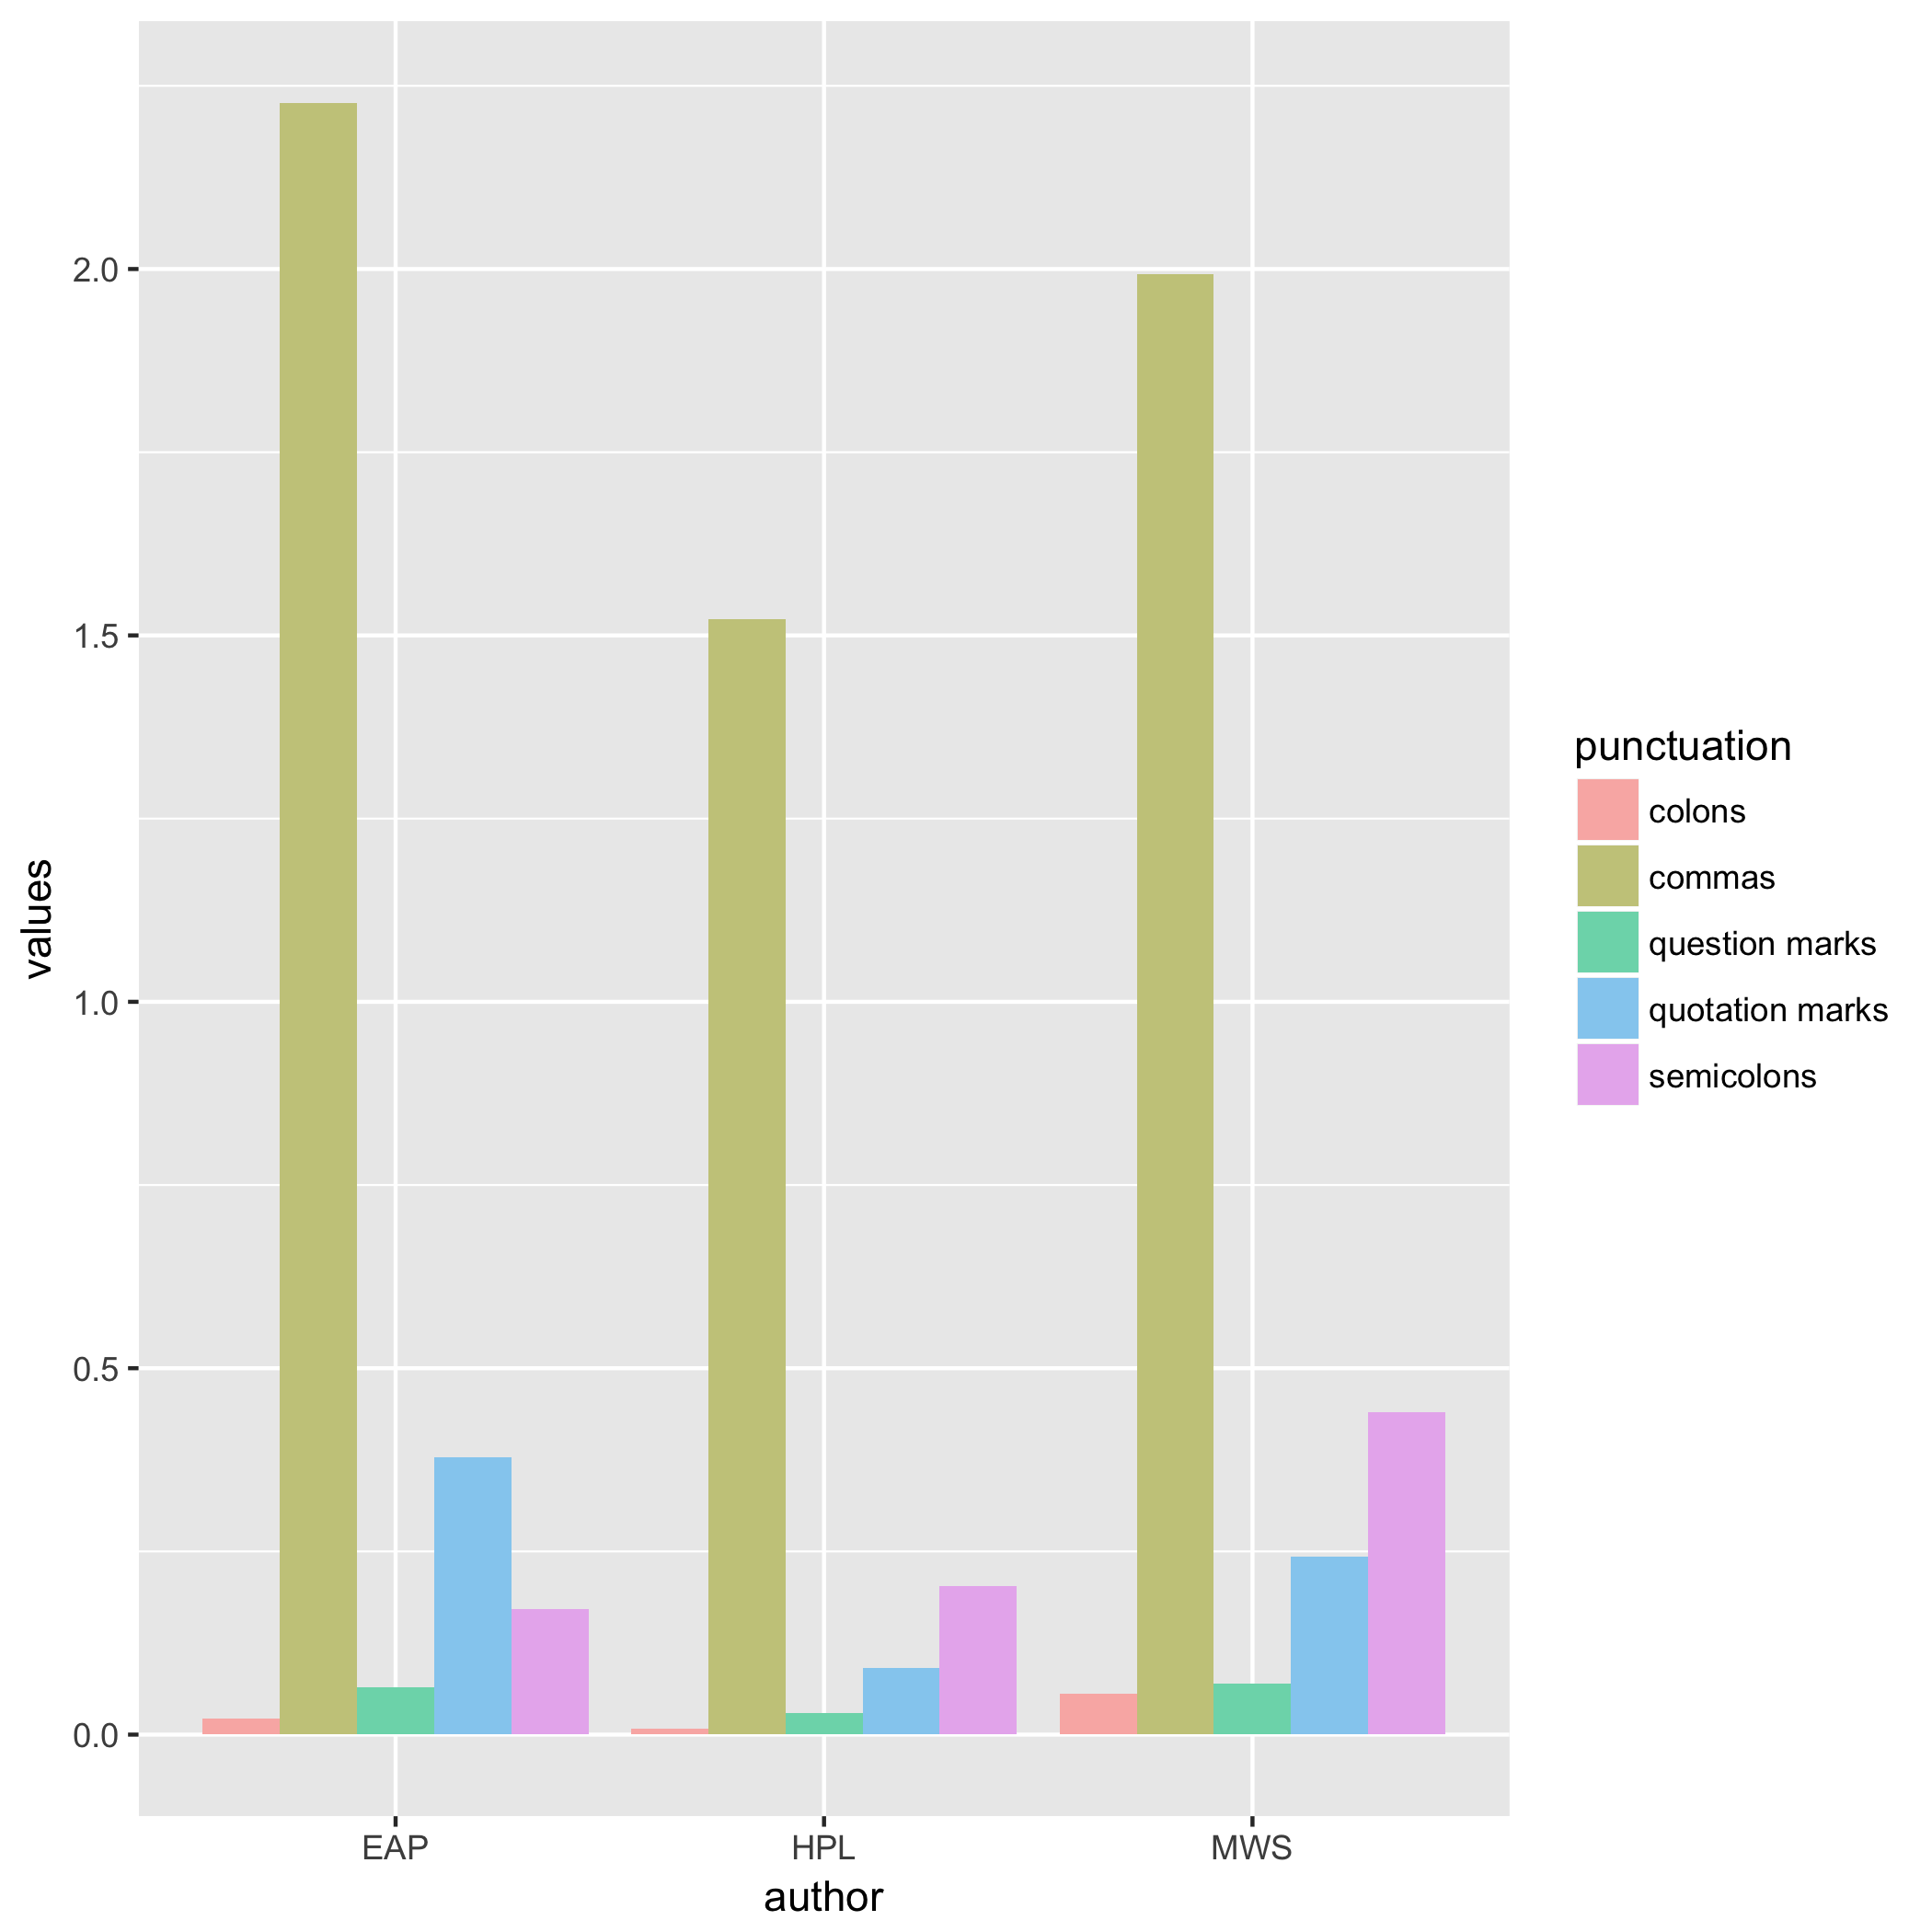 values
2.0
1.5
1.0
0.5
0.0
EAP
HPL
MWS
author
punctuation
colons
commas
question marks
quotation marks
semicolons